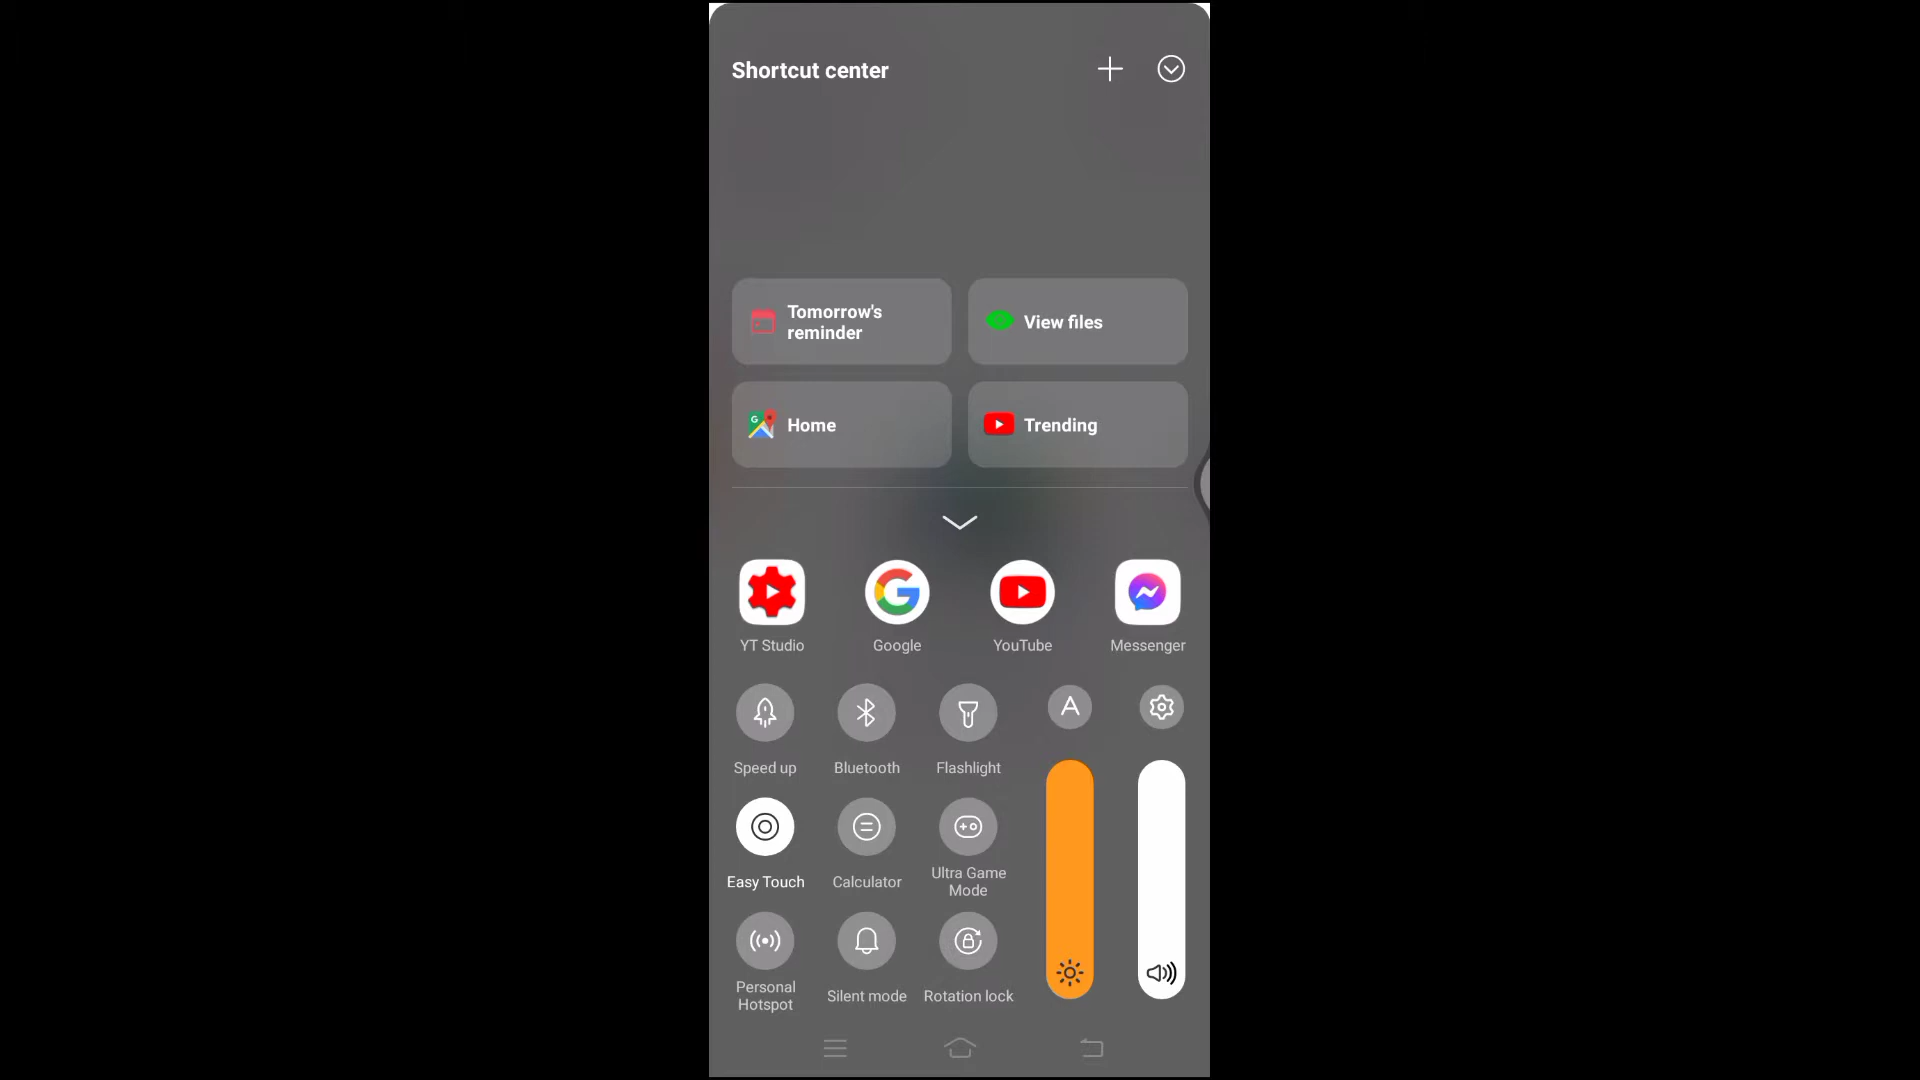 Shortcut center
Tomorrow's
reminder
View files
Home
Trending
YT Studio
Google
YouTube
Messenger
A
Speed up
Bluetooth
Flashlight
Easy Touch
Calculator
Ultra Game
Mode
Personal
Hotspot
Silent mode
Rotation lock